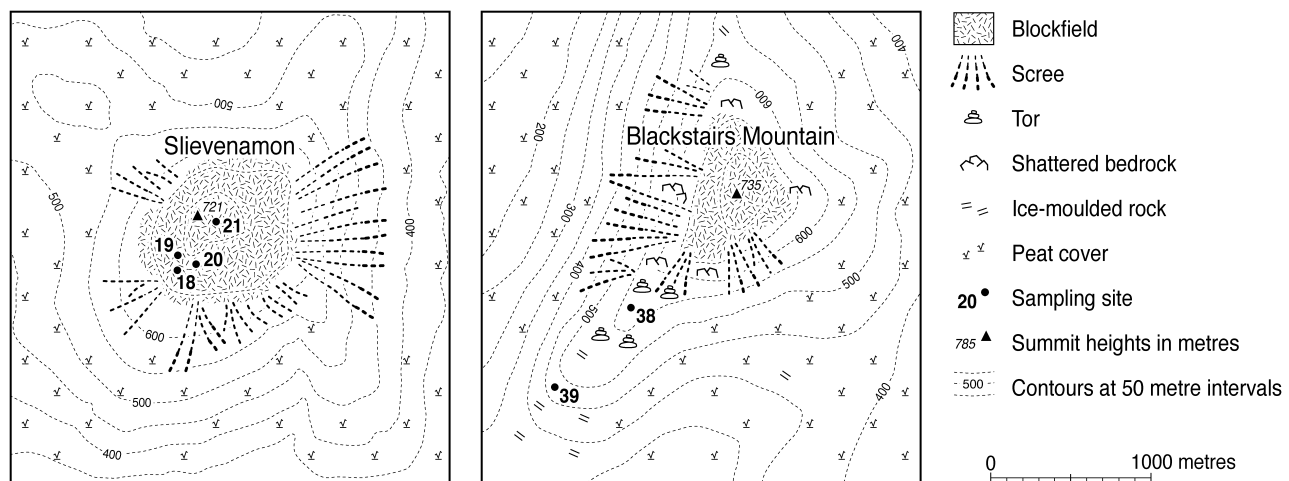 500
Slievenamon
500
721
21
400
19
20
18
600
500
400
400
600
200
Blackstairs Mountain
735
300
600
400
500
500
38
39
400
Blockfield
Scree
Tor
Shattered bedrock
Ice-moulded rock
Peat cover
20 Sampling site
785 Summit heights in metres
500 Contours at 50 metre intervals
0 1000 metres